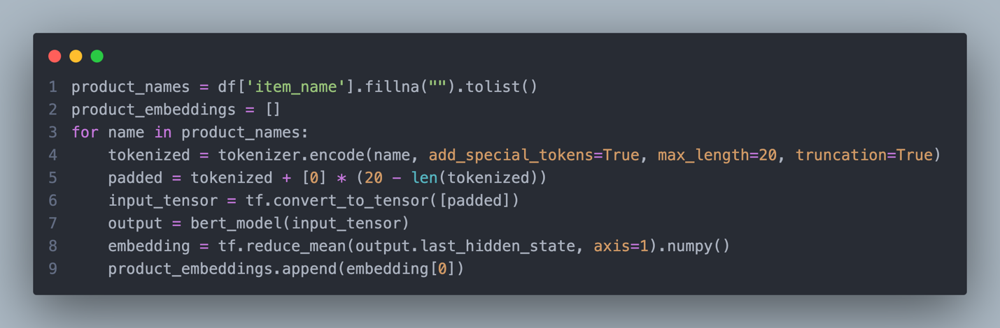 1 product_names = df['item_name'].fillna("").tolist()
2 product_embeddings = []
3 for name in product_names:
4     tokenized = tokenizer.encode(name, add_special_tokens=True, max_length=20, truncation=True)
5     padded = tokenized + [0] * (20 - len(tokenized))
6     input_tensor = tf.convert_to_tensor([padded])
7     output = bert_model(input_tensor)
8     embedding = tf.reduce_mean(output.last_hidden_state, axis=1).numpy()
9     product_embeddings.append(embedding[0])